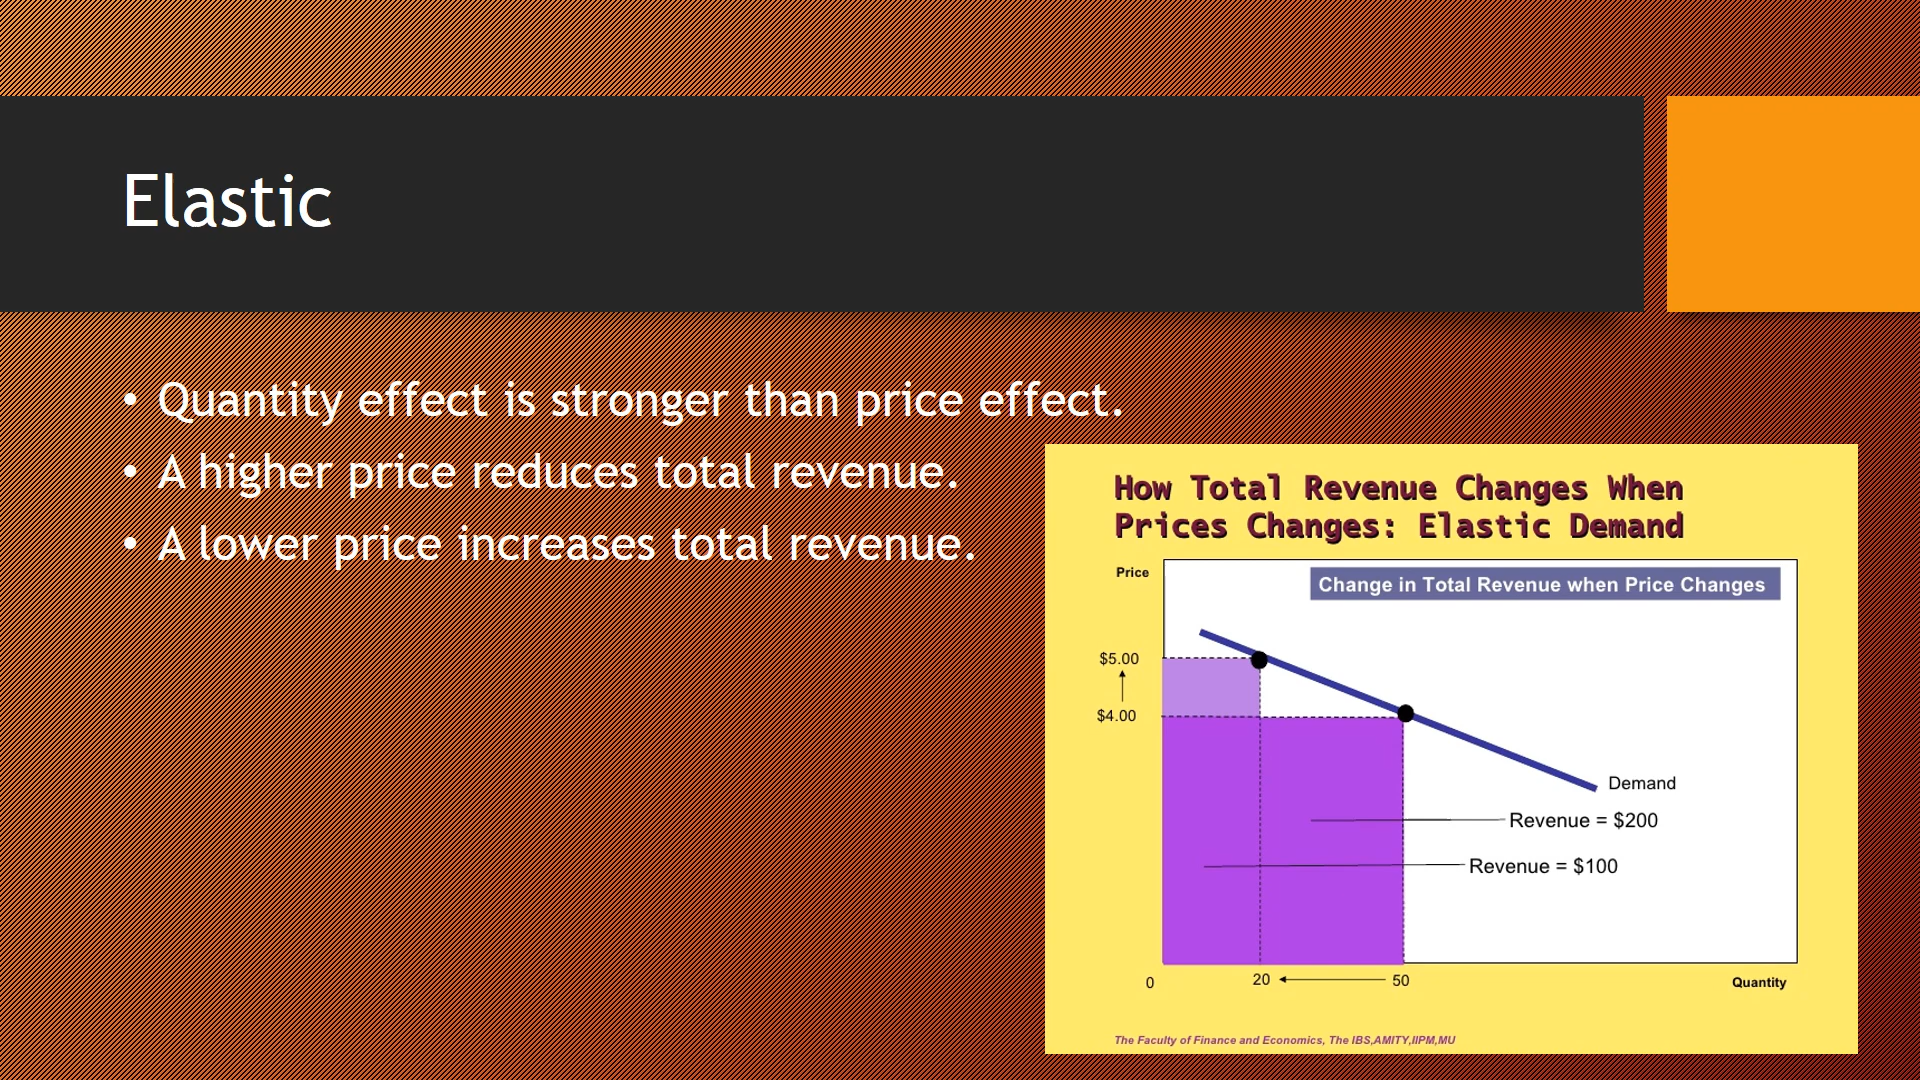 Elastic
• Quantity effect is stronger than price effect.
• A higher price reduces total revenue.
• A lower price increases total revenue.
How Total Revenue Changes When
Prices Changes: Elastic Demand
Price
Change in Total Revenue when Price Changes
$5.00
$4.00
Demand
Revenue = $200
Revenue = $100
0
20
50
Quantity
The Faculty of Finance and Economics, The IBS,AMITY,IIPM,MU